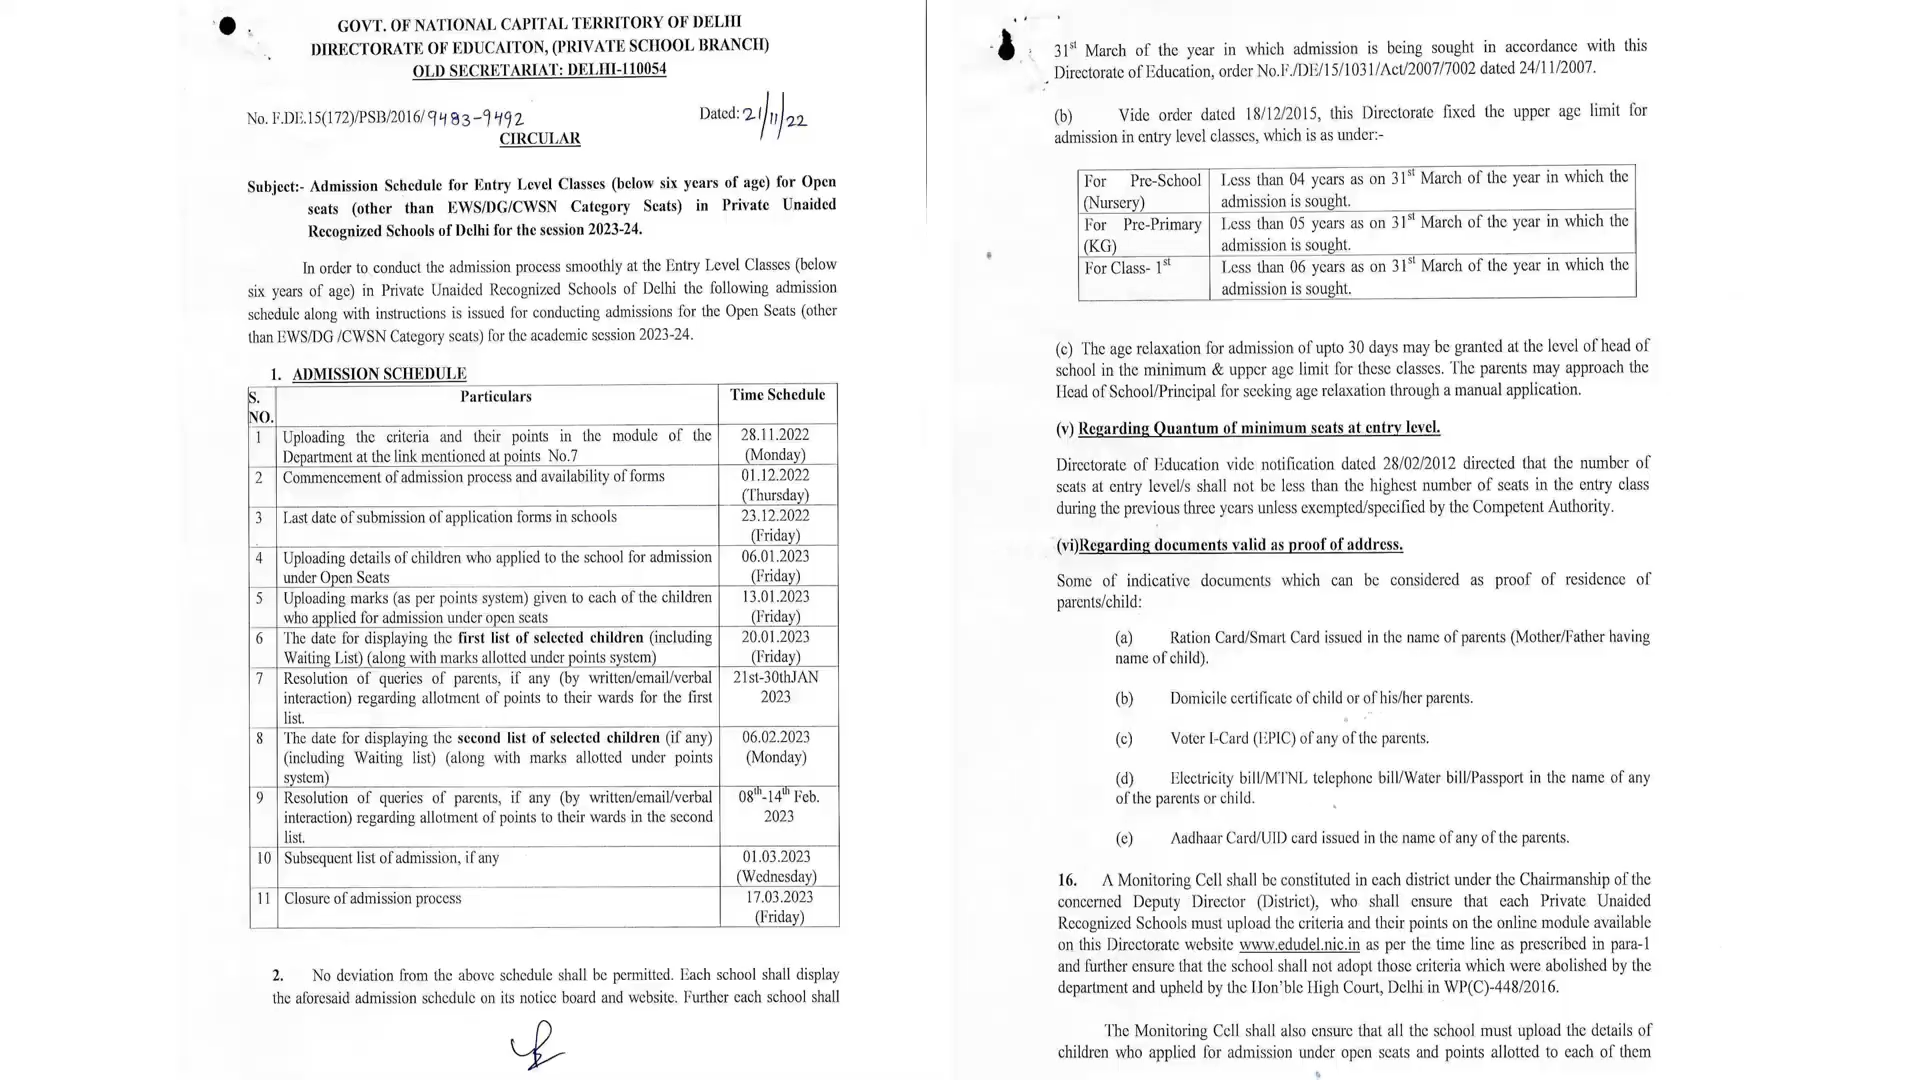 GOVT. OF NATIONAL CAPITAL TERRITORY OF DELHI
DIRECTORATE OF EDUCAITON, (PRIVATE SCHOOL BRANCH)
OLD SECRETARIAT: DELHI-110054
No. F.DE.15(172)/PSB/2016/9483-9492 Dated: 21/11/22
CIRCULAR
Subject:- Admission Schedule for Entry Level Classes (below six years of age) for Open
seats (other than EWS/DG/CWSN Category Seats) in Private Unaided
Recognized Schools of Delhi for the session 2023-24.
In order to conduct the admission process smoothly at the Entry Level Classes (below
six years of age) in Private Unaided Recognized Schools of Delhi the following admission
schedule along with instructions is issued for conducting admissions for the Open Seats (other
than EWS/DG /CWSN Category seats) for the academic session 2023-24.
1. ADMISSION SCHEDULE
S. Particulars Time Schedule
NO.
1 Uploading the criteria and their points in the module of the 28.11.2022
Department at the link mentioned at points No.7 (Monday)
2 Commencement of admission process and availability of forms 01.12.2022
(Thursday)
3 Last date of submission of application forms in schools 23.12.2022
(Friday)
4 Uploading details of children who applied to the school for admission 06.01.2023
under Open Seats (Friday)
5 Uploading marks (as per points system) given to each of the children 13.01.2023
who applied for admission under open seats (Friday)
6 The date for displaying the first list of selected children (including 20.01.2023
Waiting List) (along with marks allotted under points system) (Friday)
7 Resolution of queries of parents, if any (by written/email/verbal 21st-30thJAN
interaction) regarding allotment of points to their wards for the first 2023
list.
8 The date for displaying the second list of selected children (if any) 06.02.2023
(including Waiting list) (along with marks allotted under points (Monday)
system)
9 Resolution of queries of parents, if any (by written/email/verbal 08th-14th Feb.
interaction) regarding allotment of points to their wards in the second 2023
list.
10 Subsequent list of admission, if any 01.03.2023
(Wednesday)
11 Closure of admission process 17.03.2023
(Friday)
2. No deviation from the above schedule shall be permitted. Each school shall display
the aforesaid admission schedule on its notice board and website. Further each school shall
31st March of the year in which admission is being sought in accordance with this
Directorate of Education, order No.F./DE/15/1031/Act/2007/7002 dated 24/11/2007.
(b) Vide order dated 18/12/2015, this Directorate fixed the upper age limit for
admission in entry level classes, which is as under:-
For Pre-School Less than 04 years as on 31st March of the year in which the
(Nursery) admission is sought.
For Pre-Primary Less than 05 years as on 31st March of the year in which the
(KG) admission is sought.
For Class- 1st Less than 06 years as on 31st March of the year in which the
admission is sought.
(c) The age relaxation for admission of upto 30 days may be granted at the level of head of
school in the minimum & upper age limit for these classes. The parents may approach the
Head of School/Principal for seeking age relaxation through a manual application.
(v) Regarding Quantum of minimum seats at entry level.
Directorate of Education vide notification dated 28/02/2012 directed that the number of
seats at entry level/s shall not be less than the highest number of seats in the entry class
during the previous three years unless exempted/specified by the Competent Authority.
(vi)Regarding documents valid as proof of address.
Some of indicative documents which can be considered as proof of residence of
parents/child:
(a) Ration Card/Smart Card issued in the name of parents (Mother/Father having
name of child).
(b) Domicile certificate of child or of his/her parents.
(c) Voter I-Card (EPIC) of any of the parents.
(d) Electricity bill/MTNL telephone bill/Water bill/Passport in the name of any
of the parents or child.
(e) Aadhaar Card/UID card issued in the name of any of the parents.
16. A Monitoring Cell shall be constituted in each district under the Chairmanship of the
concerned Deputy Director (District), who shall ensure that each Private Unaided
Recognized Schools must upload the criteria and their points on the online module available
on this Directorate website www.edudel.nic.in as per the time line as prescribed in para-1
and further ensure that the school shall not adopt those criteria which were abolished by the
department and upheld by the Hon'ble High Court, Delhi in WP(C)-448/2016.
The Monitoring Cell shall also ensure that all the school must upload the details of
children who applied for admission under open seats and points allotted to each of them